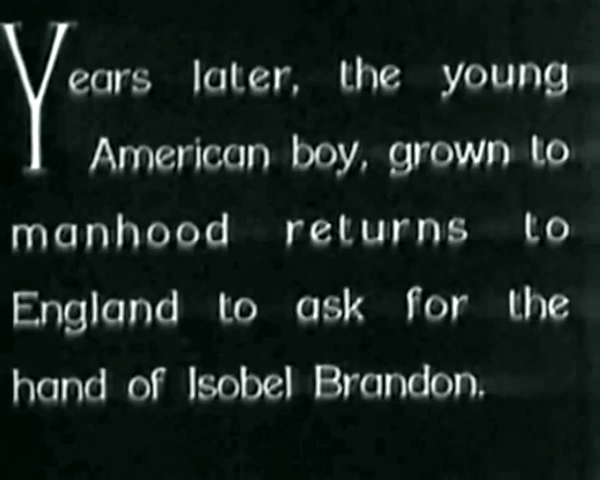 Years later, the young
American boy, grown to
manhood returns to
England to ask for the
hand of Isobel Brandon.